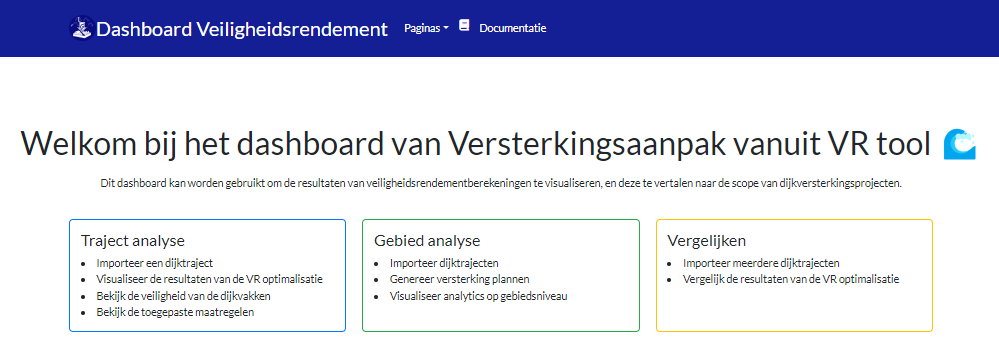 Dashboard Veiligheidsrendement Paginas Documentatie
Welkom bij het dashboard van Versterkingsaanpak vanuit VR tool
Dit dashboard kan worden gebruikt om de resultaten van veiligheidsrendementberekeningen te visualiseren, en deze te vertalen naar de scope van dijkversterkingsprojecten.
Traject analyse
• Importeer een dijktraject
• Visualiseer de resultaten van de VR optimalisatie
• Bekijk de veiligheid van de dijkvakken
• Bekijk de toegepaste maatregelen
Gebied analyse
• Importeer dijktrajecten
• Genereer versterking plannen
• Visualiseer analytics op gebiedsniveau
Vergelijken
• Importeer meerdere dijktrajecten
• Vergelijk de resultaten van de VR optimalisatie